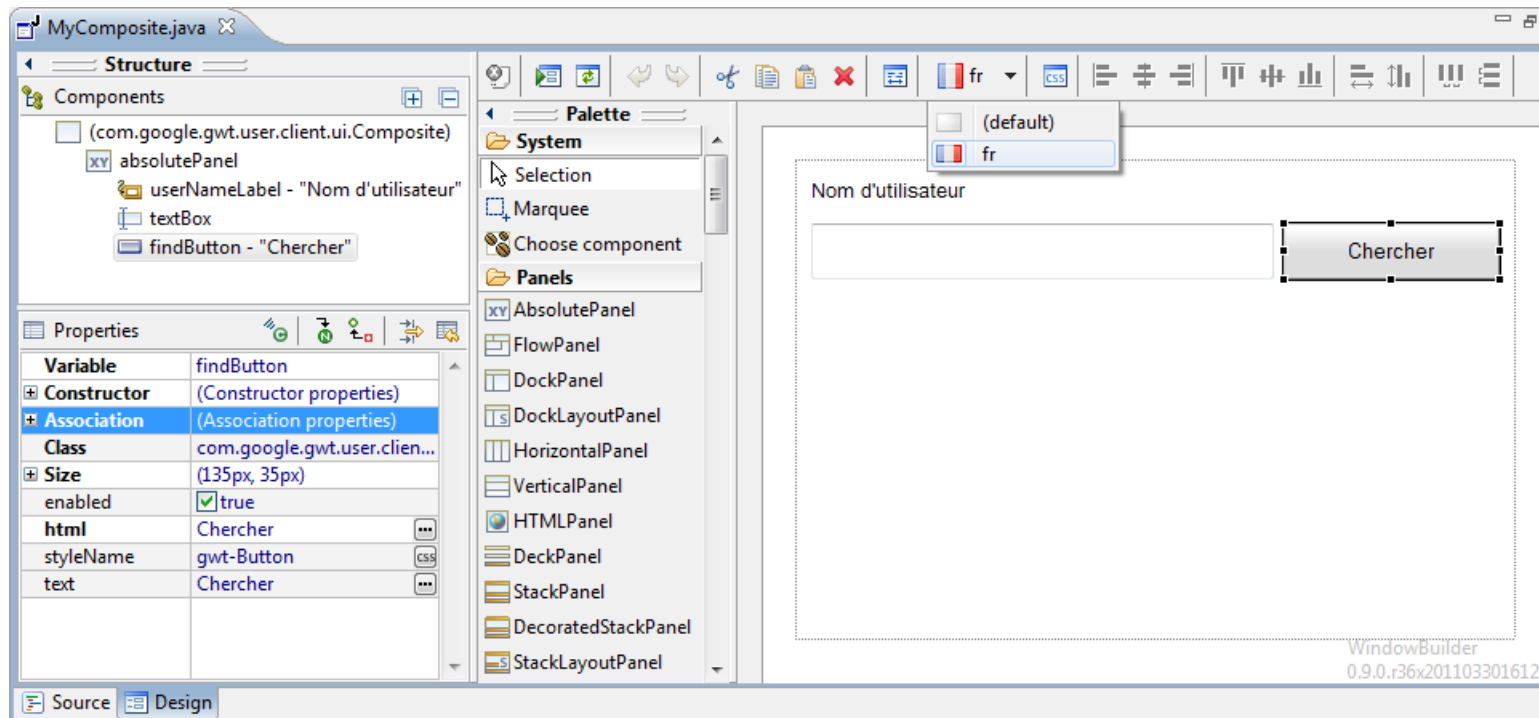 MyComposite.java
Structure
Components
(com.google.gwt.user.client.ui.Composite)
XY absolutePanel
userNameLabel - "Nom d'utilisateur"
textBox
findButton - "Chercher"
Properties
Variable findButton
Constructor (Constructor properties)
Association (Association properties)
Class com.google.gwt.user.clien...
Size (135px, 35px)
enabled true
html Chercher
styleName gwt-Button css
text Chercher
Source Design
fr css
(default)
fr
Palette
System
Selection
Marquee
Choose component
Panels
XY AbsolutePanel
FlowPanel
DockPanel
DockLayoutPanel
HorizontalPanel
VerticalPanel
HTMLPanel
DeckPanel
StackPanel
DecoratedStackPanel
StackLayoutPanel
Nom d'utilisateur
Chercher
WindowBuilder
0.9.0.r36x201103301612